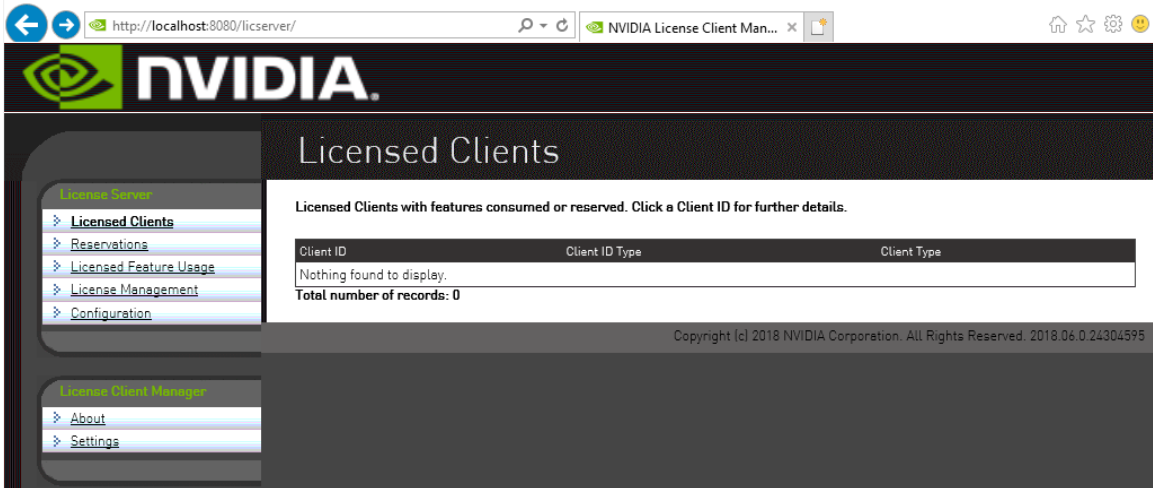 http://localhost:8080/licserver/
NVIDIA License Client Man...
NVIDIA.
Licensed Clients
License Server
Licensed Clients
Reservations
Licensed Feature Usage
License Management
Configuration
Licensed Clients with features consumed or reserved. Click a Client ID for further details.
Client ID Client ID Type Client Type
Nothing found to display.
Total number of records: 0
Copyright (c) 2018 NVIDIA Corporation. All Rights Reserved. 2018.06.0.24304595
License Client Manager
About
Settings